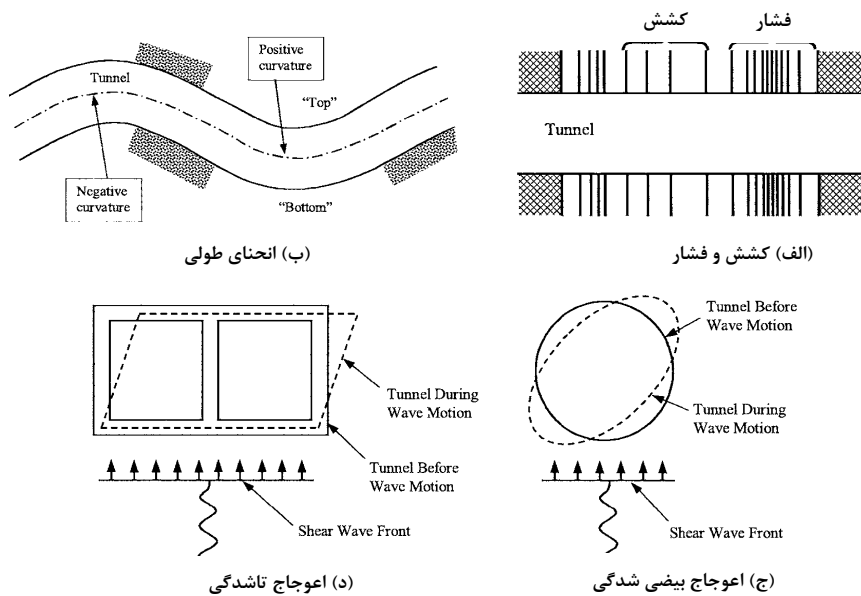 فشار
کشش
Tunnel
(الف) کشش و فشار
Positive
curvature
Tunnel
"Top"
Negative
curvature
"Bottom"
(ب) انحنای طولی
Tunnel Before
Wave Motion
Tunnel During
Wave Motion
Shear Wave Front
(ج) اعوجاج بیضی شدگی
Tunnel During
Wave Motion
Tunnel Before
Wave Motion
Shear Wave Front
(د) اعوجاج تاشدگی